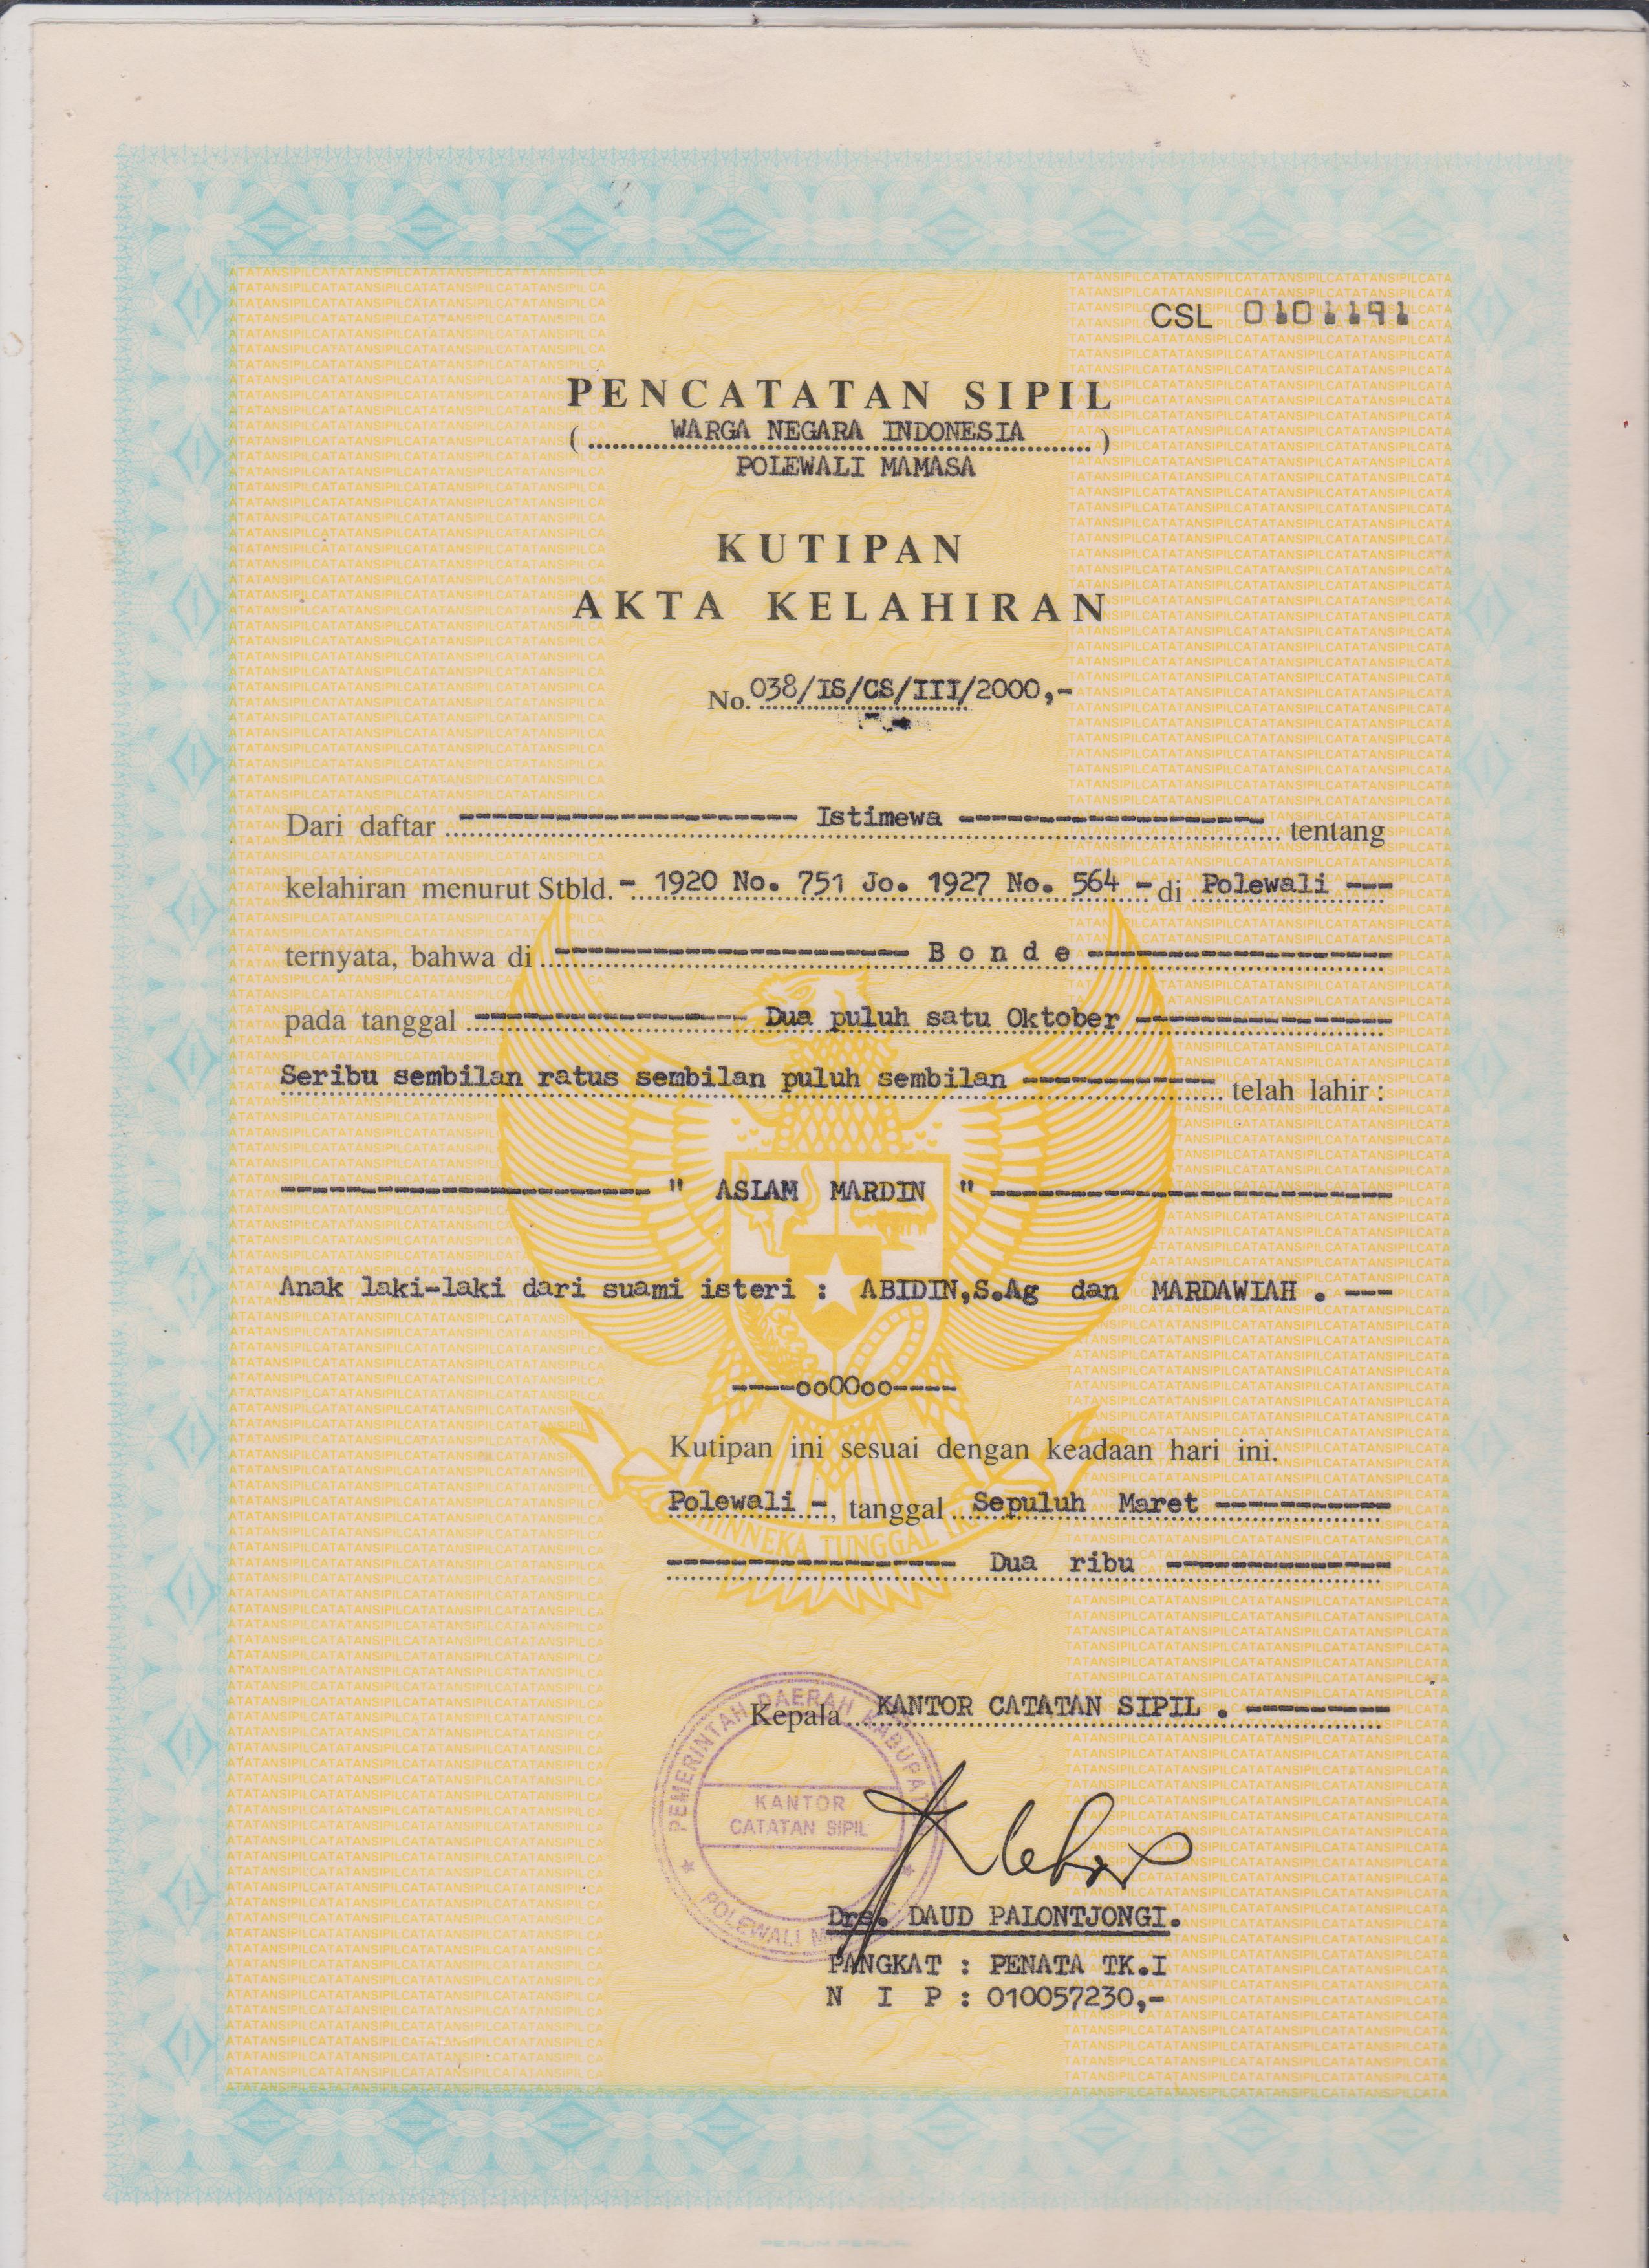 CSL 0101191
PENCATATAN SIPIL
( WARGA NEGARA INDONESIA )
POLEWALI MAMASA
KUTIPAN
AKTA KELAHIRAN
No. 038/IS/CS/III/2000,-
Dari daftar -------------------- Istimewa ------------------- tentang
kelahiran menurut Stbld. - 1920 No. 751 Jo. 1927 No. 564 - di Polewali ---
ternyata, bahwa di ---------------------- B o n d e -------------------
pada tanggal ----------------- Dua puluh satu Oktober ----------------
Seribu sembilan ratus sembilan puluh sembilan ------------ telah lahir :
----------------------- " ASLAM MARDIN " -------------------------
Anak laki-laki dari suami isteri : ABIDIN,S.Ag dan MARDAWIAH . ---
----ooOOoo----
Kutipan ini sesuai dengan keadaan hari ini.
Polewali -, tanggal Sepuluh Maret -----------
------------------ Dua ribu --------------
TUNGGAL
Kepala KANTOR CATATAN SIPIL . ---------
PEMERINTAH DAERAH
KANTOR
CATATAN SIPIL
POLEWALI
Drs. DAUD PALONTJONGI.
PANGKAT : PENATA TK.I
N I P : 010057230,-